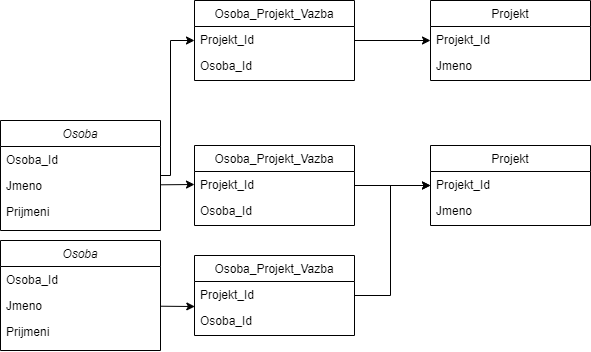 Osoba_Projekt_Vazba
Projekt_Id
Osoba_Id
Projekt
Projekt_Id
Jmeno
Osoba
Osoba_Id
Jmeno
Prijmeni
Osoba_Projekt_Vazba
Projekt_Id
Osoba_Id
Projekt
Projekt_Id
Jmeno
Osoba
Osoba_Id
Jmeno
Prijmeni
Osoba_Projekt_Vazba
Projekt_Id
Osoba_Id